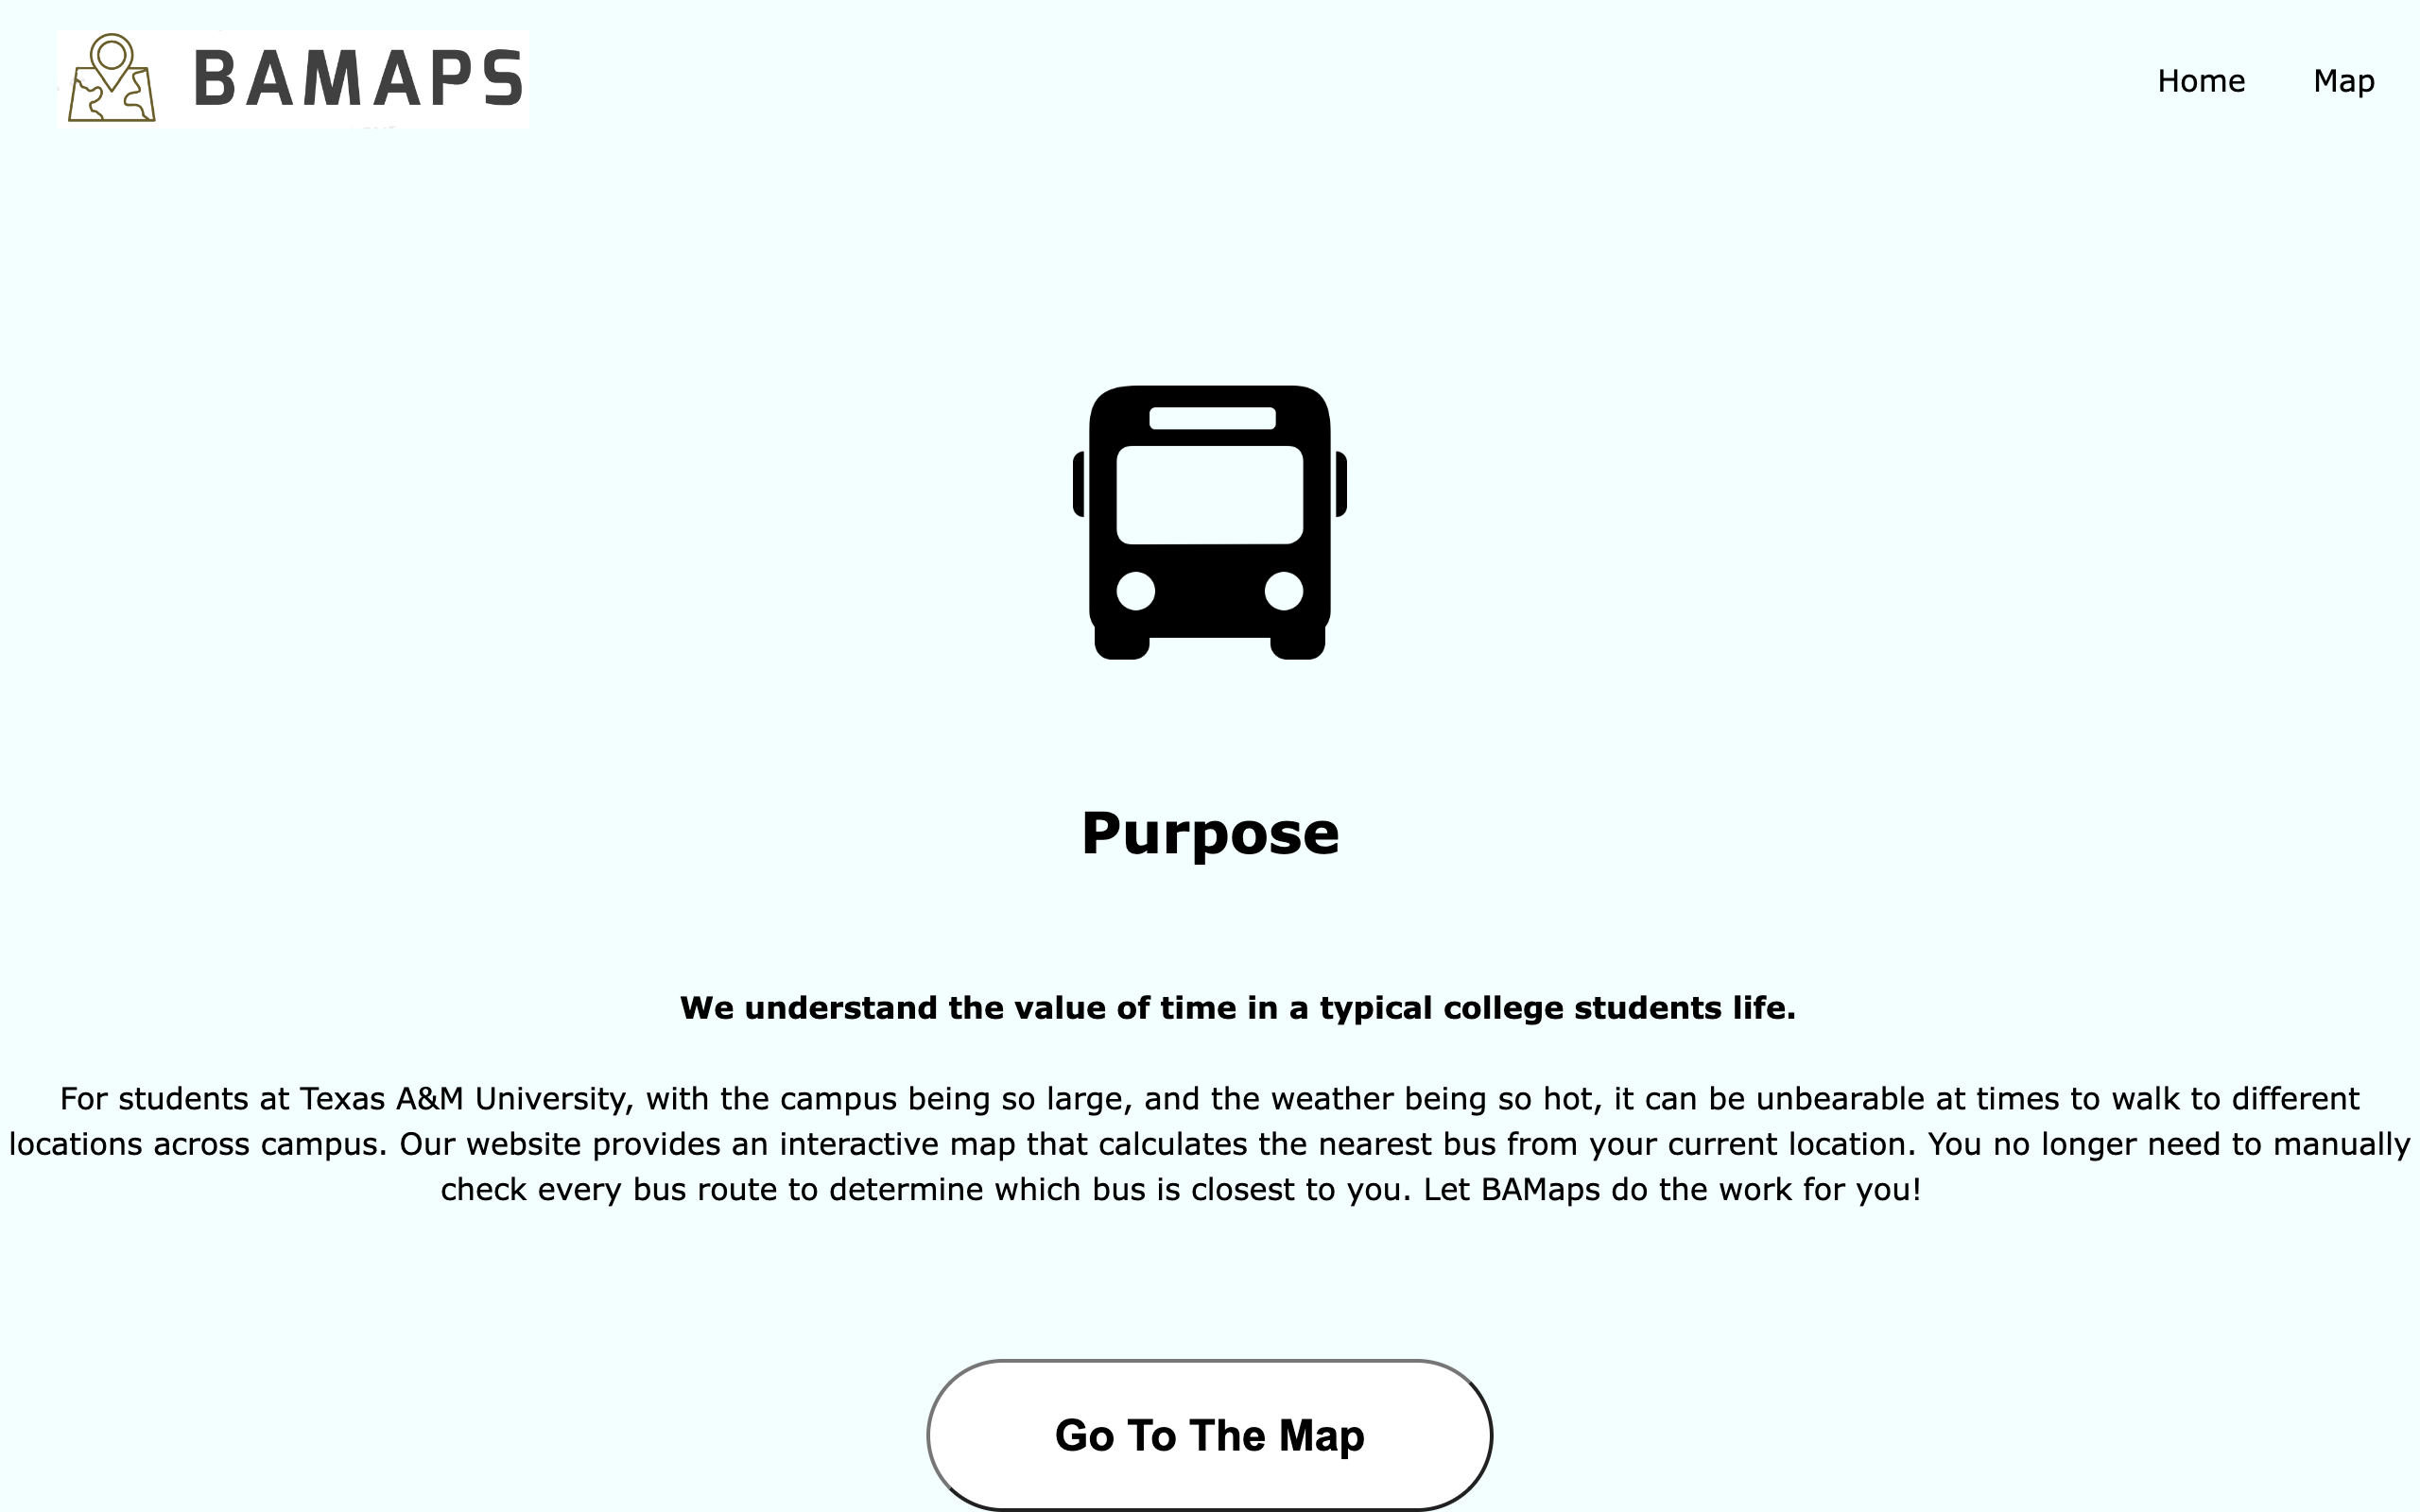 BAMAPS
Home
Map
Purpose
We understand the value of time in a typical college students life.
For students at Texas A&M University, with the campus being so large, and the weather being so hot, it can be unbearable at times to walk to different
locations across campus. Our website provides an interactive map that calculates the nearest bus from your current location. You no longer need to manually
check every bus route to determine which bus is closest to you. Let BAMaps do the work for you!
Go To The Map